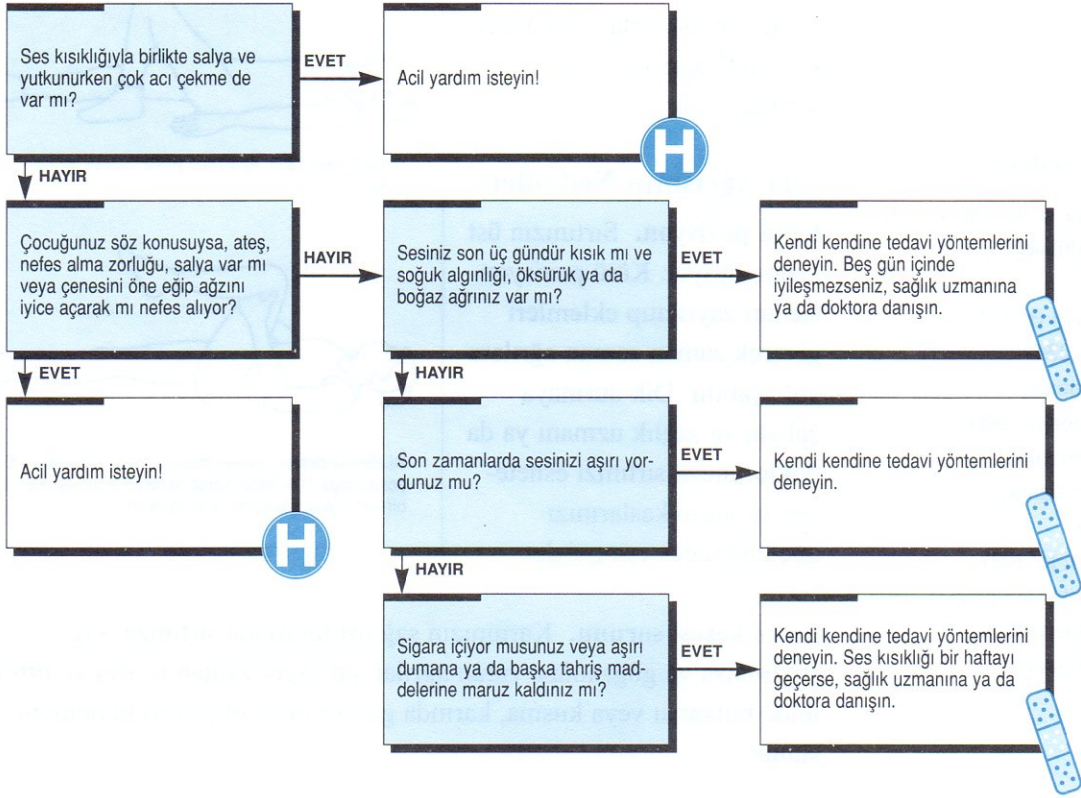 Ses kısıklığıyla birlikte salya ve
yutkunurken çok acı çekme de
var mı?
EVET
Acil yardım isteyin!
H
HAYIR
Çocuğunuz söz konusuysa, ateş,
nefes alma zorluğu, salya var mı
veya çenesini öne eğip ağzını
iyice açarak mı nefes alıyor?
HAYIR
Sesiniz son üç gündür kısık mı ve
soğuk algınlığı, öksürük ya da
boğaz ağrınız var mı?
EVET
Kendi kendine tedavi yöntemlerini
deneyin. Beş gün içinde
iyileşmezseniz, sağlık uzmanına
ya da doktora danışın.
EVET
HAYIR
Acil yardım isteyin!
H
Son zamanlarda sesinizi aşırı yor-
dunuz mu?
EVET
Kendi kendine tedavi yöntemlerini
deneyin.
HAYIR
Sigara içiyor musunuz veya aşırı
dumana ya da başka tahriş mad-
delerine maruz kaldınız mı?
EVET
Kendi kendine tedavi yöntemlerini
deneyin. Ses kısıklığı bir haftayı
geçerse, sağlık uzmanına ya da
doktora danışın.